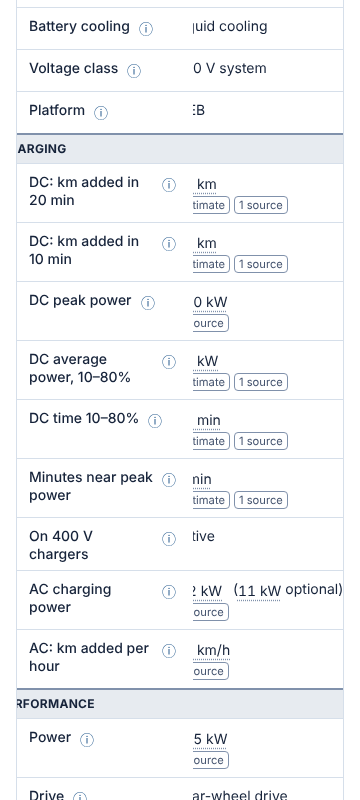 Battery cooling uid cooling
Voltage class 0 V system
Platform EB
ARGING
DC: km added in
20 min
km
timate 1 source
DC: km added in
10 min
km
timate 1 source
DC peak power 0 kW
ource
DC average
power, 10–80%
kW
timate 1 source
DC time 10–80% min
timate 1 source
Minutes near peak
power
min
timate 1 source
On 400 V
chargers
tive
AC charging
power
2 kW (11 kW optional)
ource
AC: km added per
hour
km/h
ource
RFORMANCE
Power 5 kW
ource
Drive ar-wheel drive